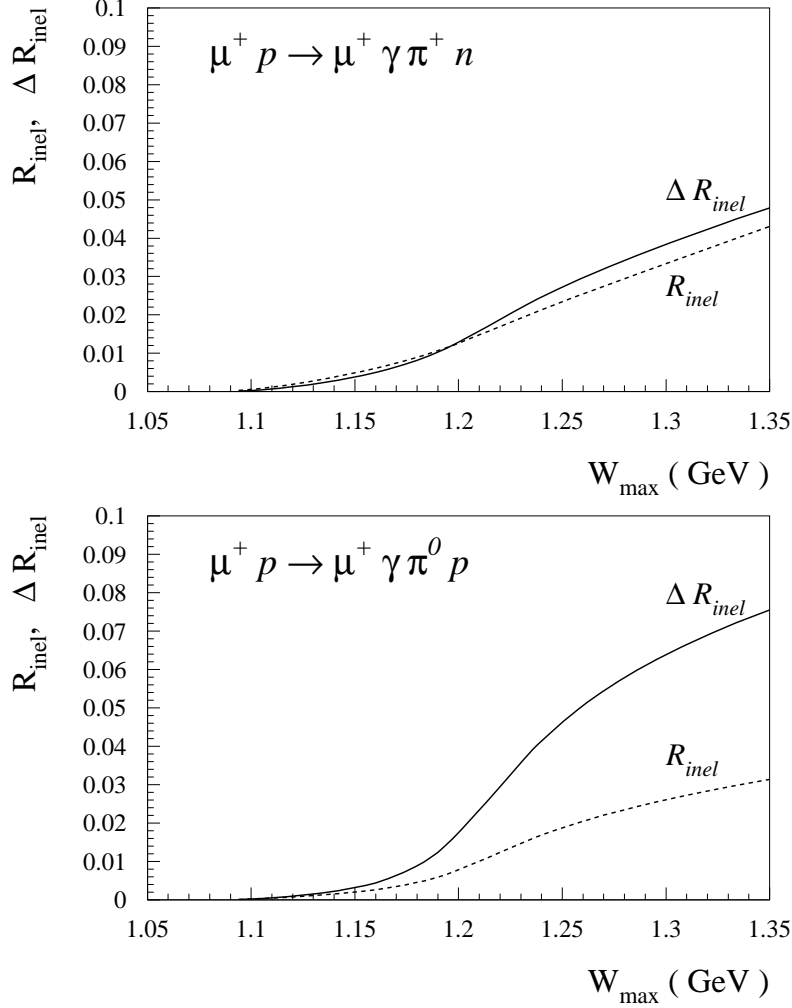 R_inel, Δ R_inel
0.1
0.09
0.08
0.07
0.06
0.05
0.04
0.03
0.02
0.01
0
μ⁺ p → μ⁺ γ π⁺ n
Δ R_inel
R_inel
1.05 1.1 1.15 1.2 1.25 1.3 1.35
W_max ( GeV )
R_inel, Δ R_inel
0.1
0.09
0.08
0.07
0.06
0.05
0.04
0.03
0.02
0.01
0
μ⁺ p → μ⁺ γ π⁰ p
Δ R_inel
R_inel
1.05 1.1 1.15 1.2 1.25 1.3 1.35
W_max ( GeV )